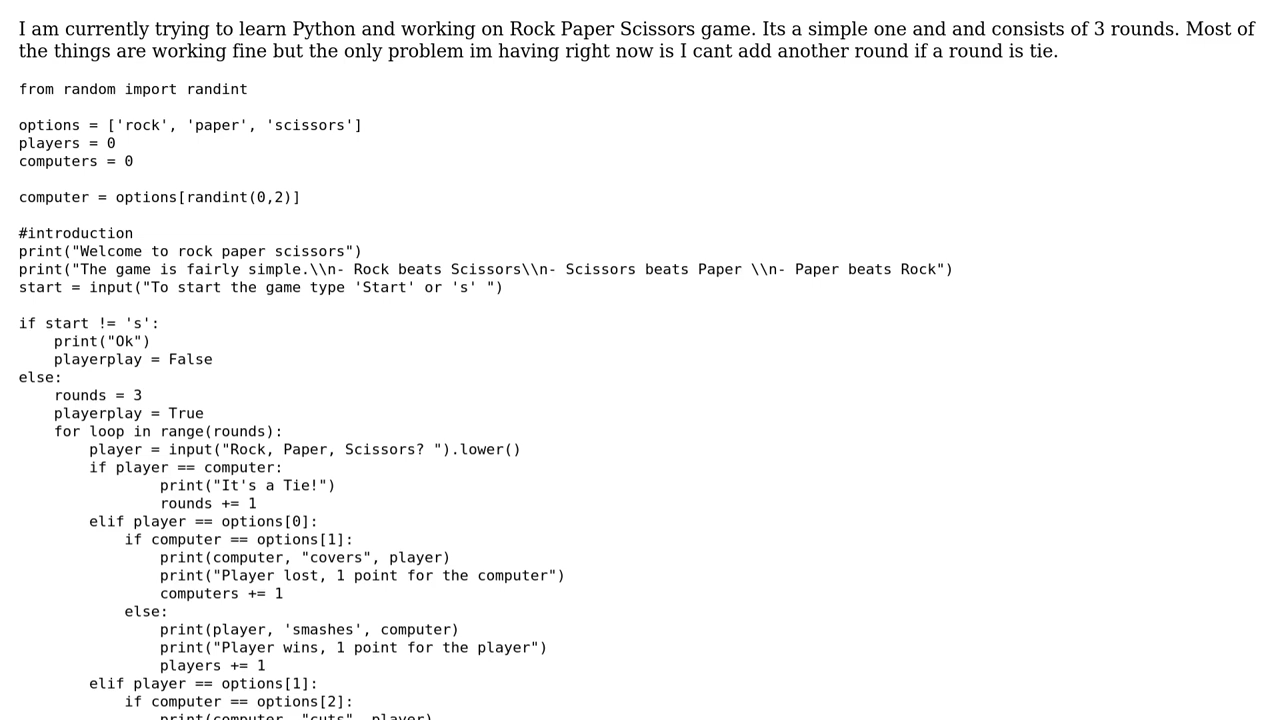 I am currently trying to learn Python and working on Rock Paper Scissors game. Its a simple one and and consists of 3 rounds. Most of
the things are working fine but the only problem im having right now is I cant add another round if a round is tie.
from random import randint
options = ['rock', 'paper', 'scissors']
players = 0
computers = 0
computer = options[randint(0,2)]
#introduction
print("Welcome to rock paper scissors")
print("The game is fairly simple.\\n- Rock beats Scissors\\n- Scissors beats Paper \\n- Paper beats Rock")
start = input("To start the game type 'Start' or 's' ")
if start != 's':
    print("Ok")
    playerplay = False
else:
    rounds = 3
    playerplay = True
    for loop in range(rounds):
        player = input("Rock, Paper, Scissors? ").lower()
        if player == computer:
                print("It's a Tie!")
                rounds += 1
        elif player == options[0]:
            if computer == options[1]:
                print(computer, "covers", player)
                print("Player lost, 1 point for the computer")
                computers += 1
            else:
                print(player, 'smashes', computer)
                print("Player wins, 1 point for the player")
                players += 1
        elif player == options[1]:
            if computer == options[2]:
                print(computer, "cuts", player)